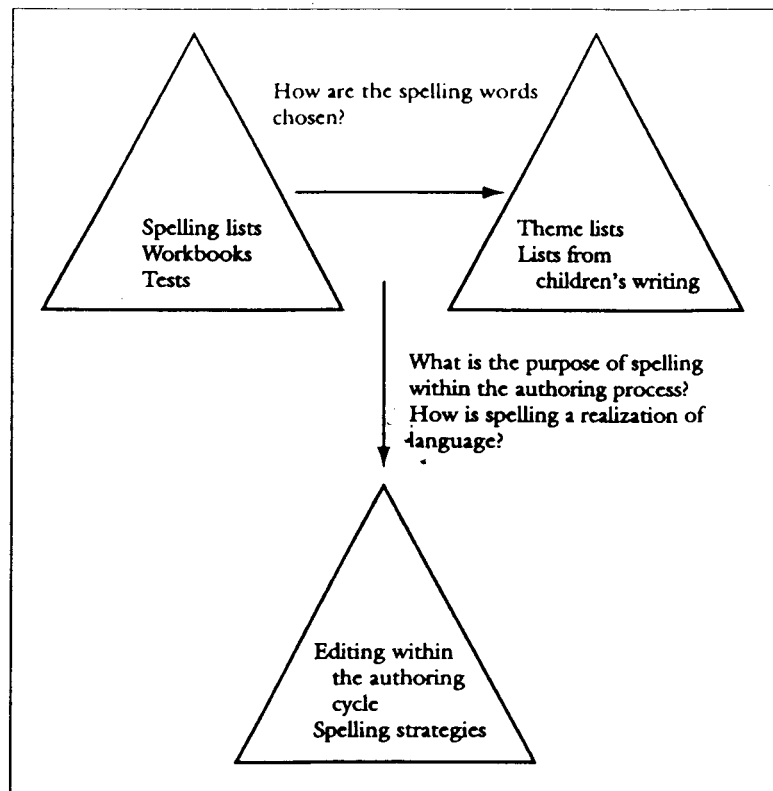 How are the spelling words
chosen?
Spelling lists
Workbooks
Tests
Theme lists
Lists from
children's writing
What is the purpose of spelling
within the authoring process?
How is spelling a realization of
language?
Editing within
the authoring
cycle
Spelling strategies